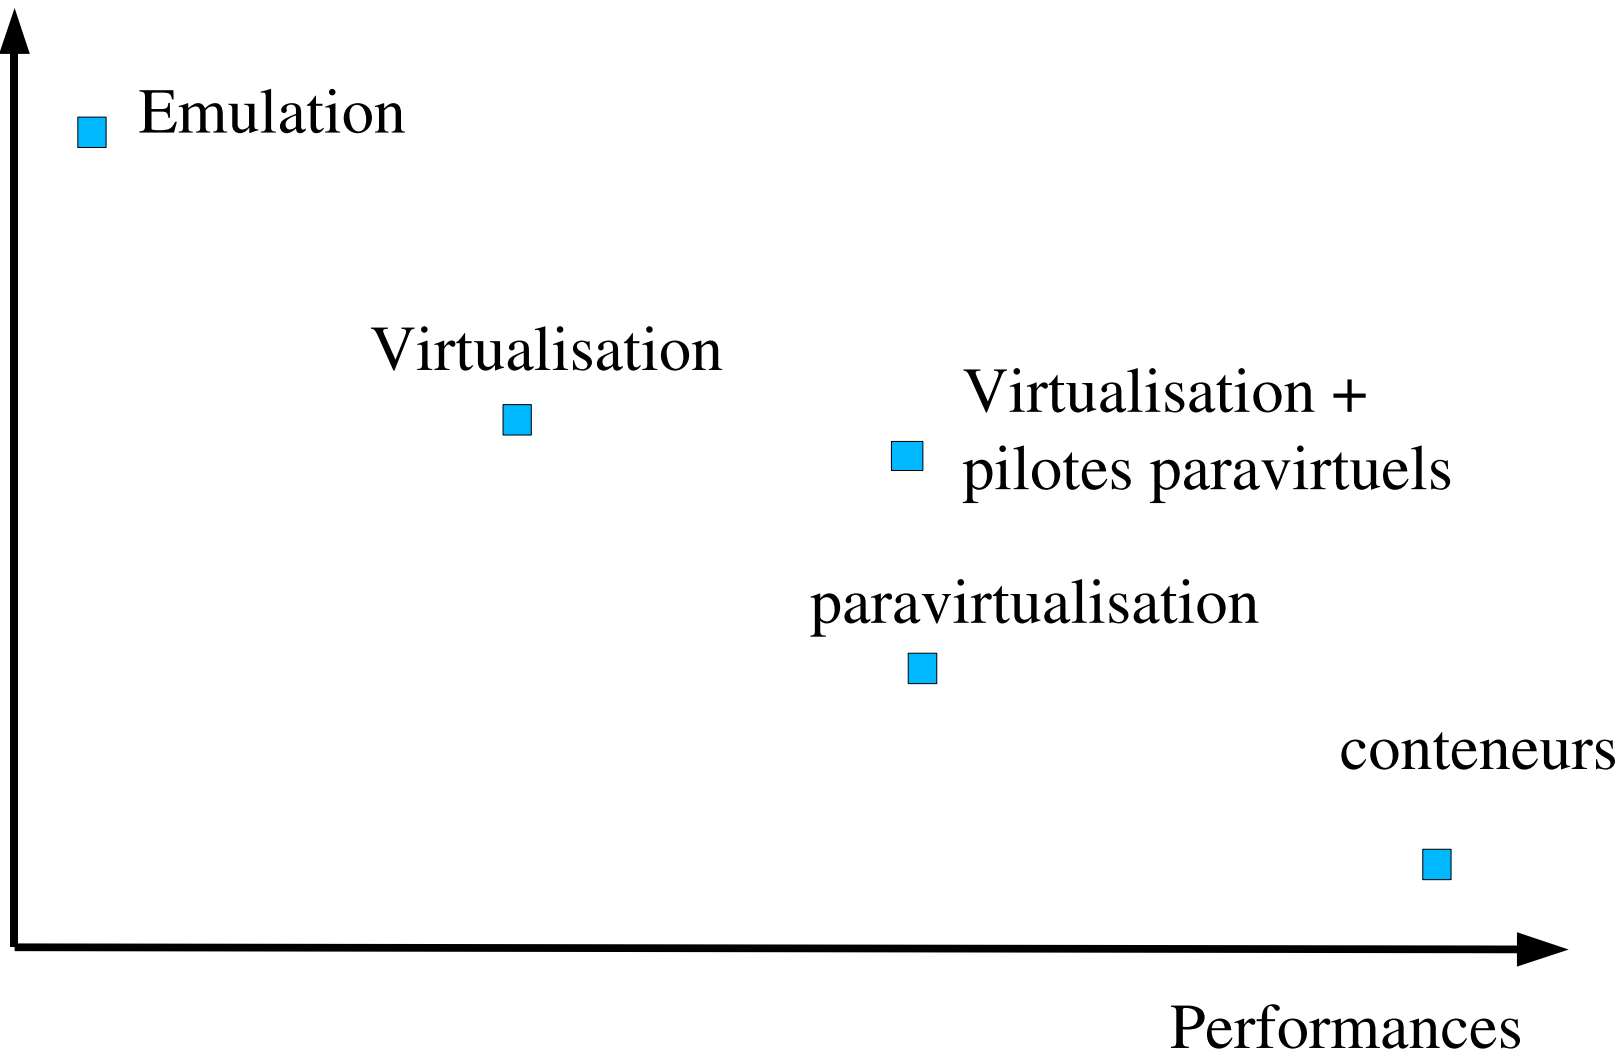 Emulation
Virtualisation
Virtualisation +
pilotes paravirtuels
paravirtualisation
conteneurs
Performances